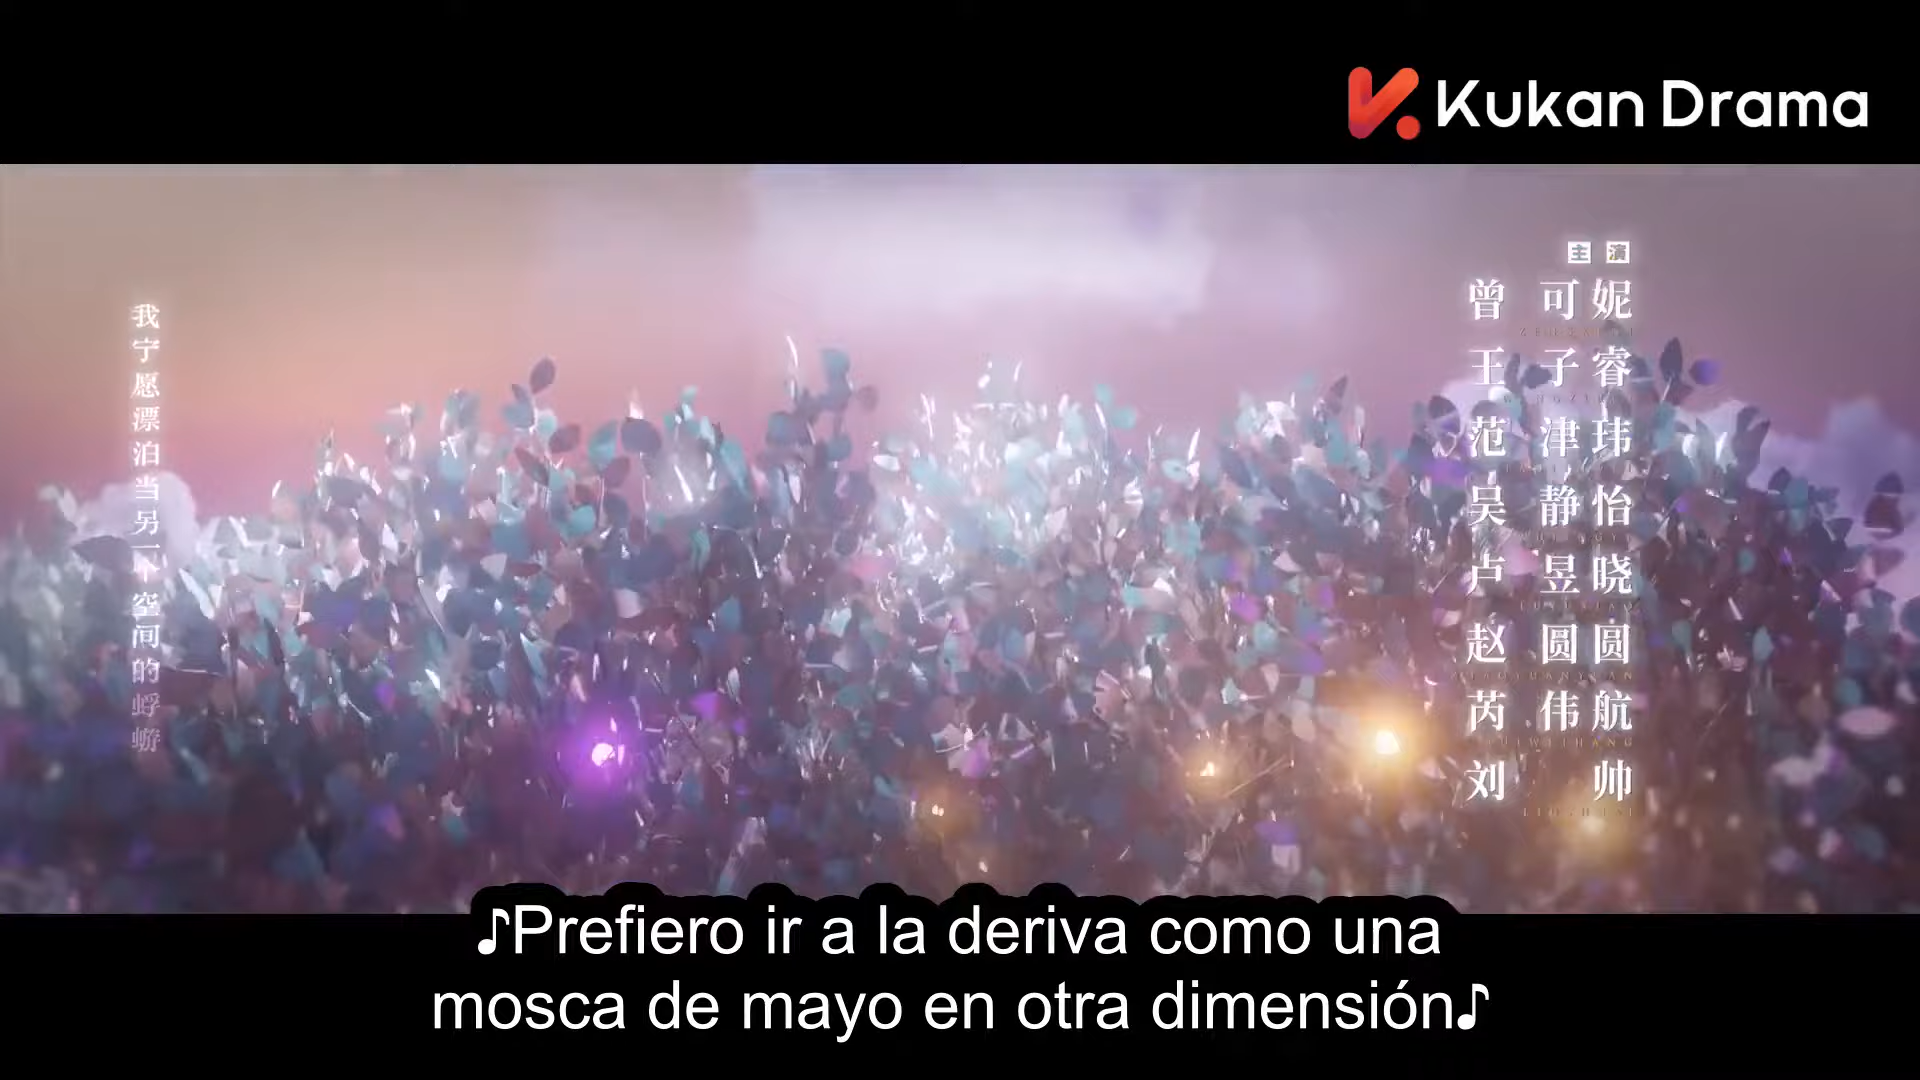 Kukan Drama
主演
曾可妮
王子睿
范津玮
吴静怡
卢昱晓
赵圆圆
芮伟航
刘帅
我宁愿漂泊当另一个空间的蜉蝣
♪Prefiero ir a la deriva como una
mosca de mayo en otra dimensión♪